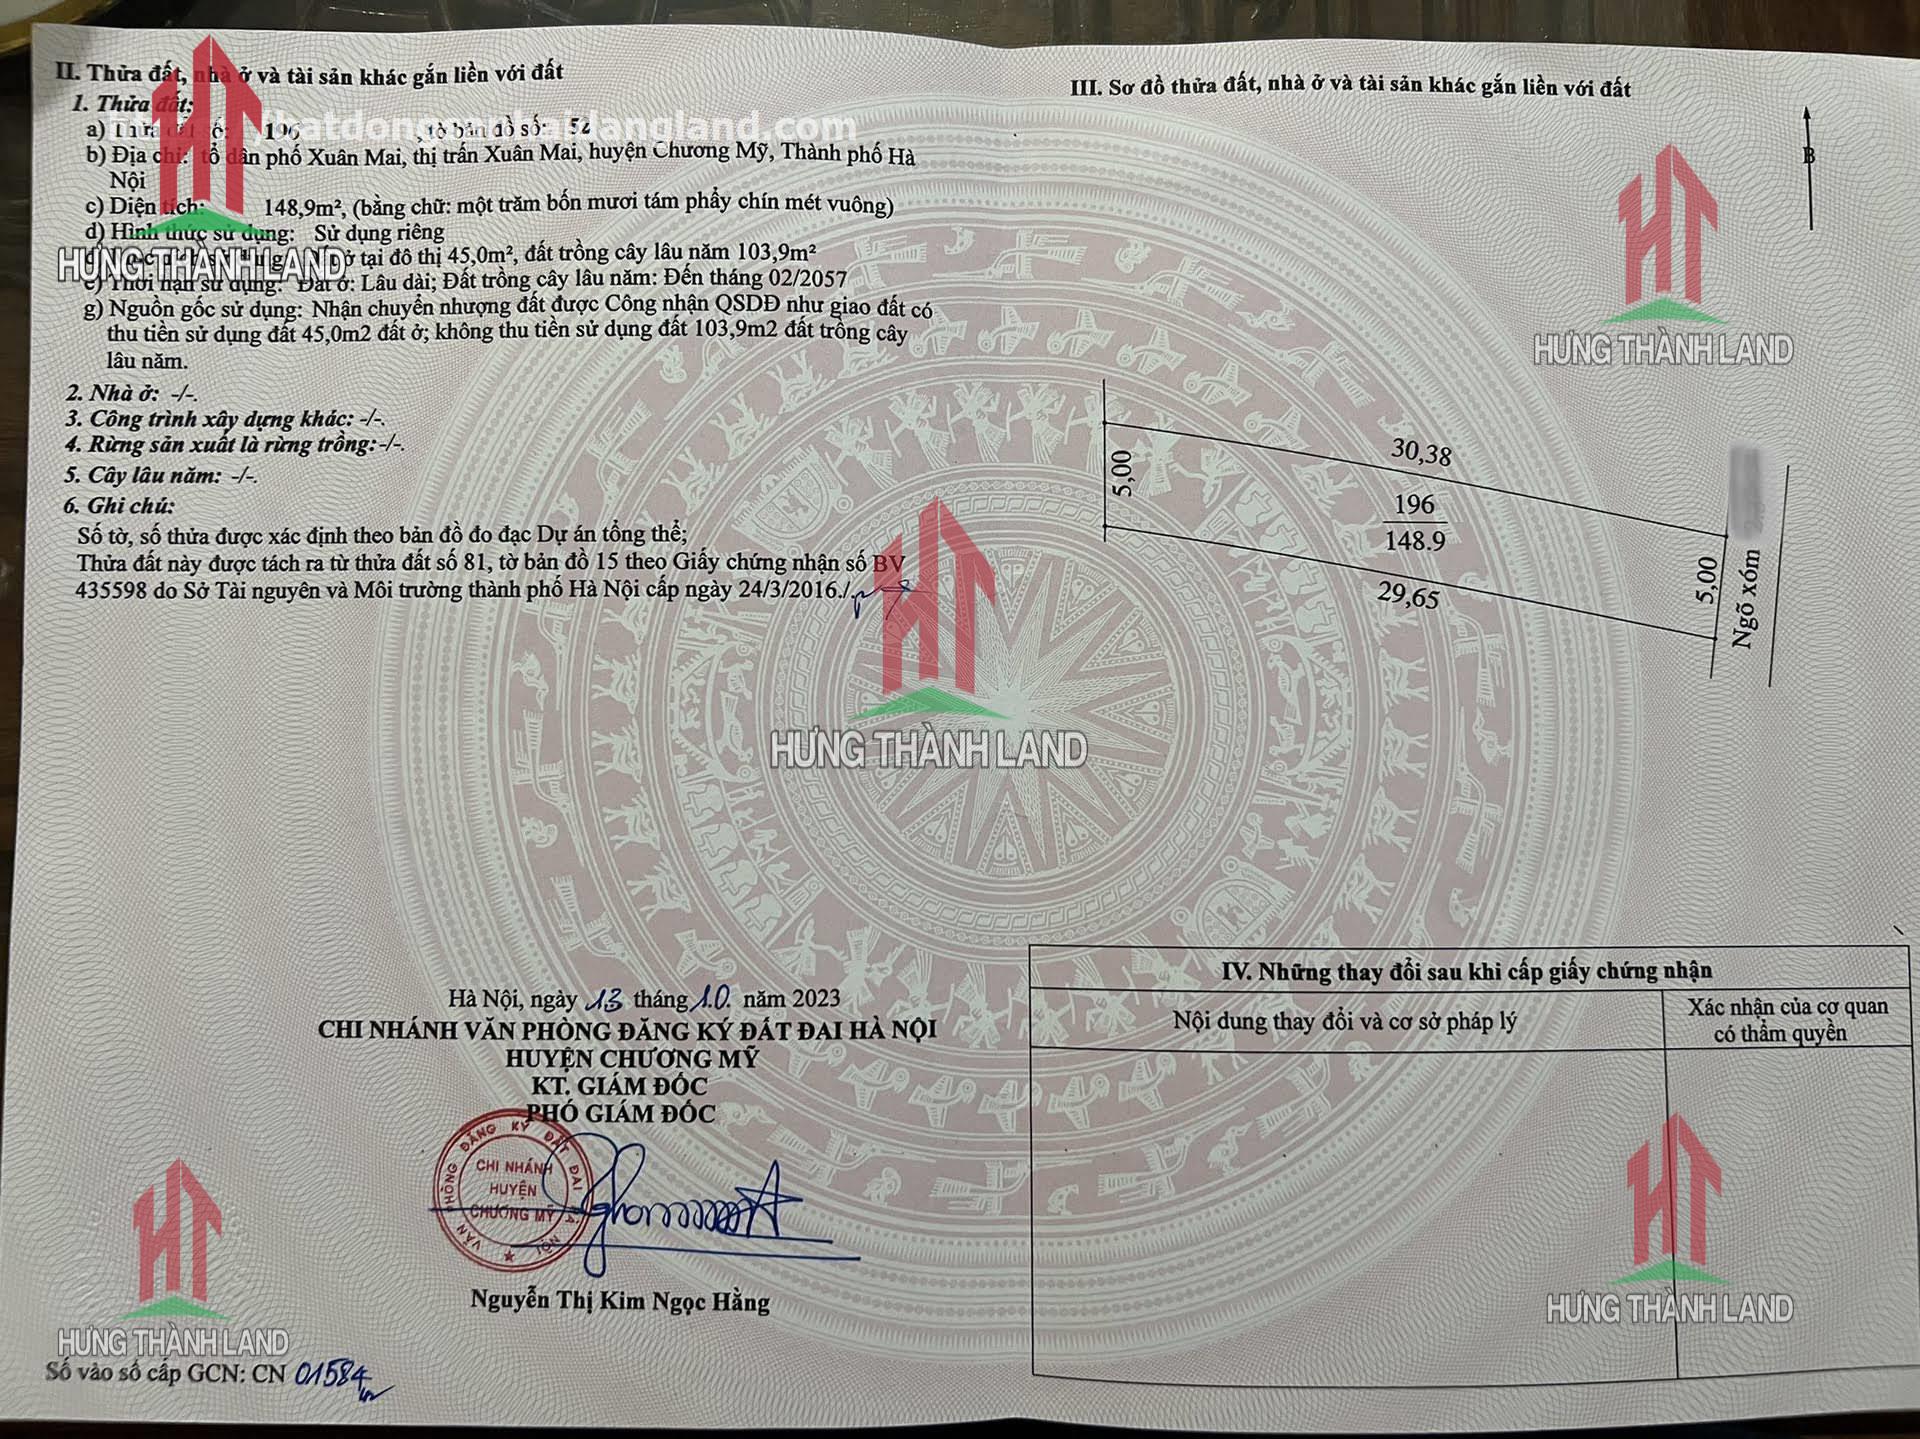 II. Thửa đất, nhà ở và tài sản khác gắn liền với đất
1. Thửa đất:
a) Thửa đất số: 196 , tờ bản đồ số: 52
b) Địa chỉ: tổ dân phố Xuân Mai, thị trấn Xuân Mai, huyện Chương Mỹ, Thành phố Hà
Nội
c) Diện tích: 148,9m², (bằng chữ: một trăm bốn mươi tám phẩy chín mét vuông)
d) Hình thức sử dụng: Sử dụng riêng
ở tại đô thị 45,0m², đất trồng cây lâu năm 103,9m²
e) Thời hạn sử dụng: Đất ở: Lâu dài; Đất trồng cây lâu năm: Đến tháng 02/2057
g) Nguồn gốc sử dụng: Nhận chuyển nhượng đất được Công nhận QSDĐ như giao đất có
thu tiền sử dụng đất 45,0m2 đất ở; không thu tiền sử dụng đất 103,9m2 đất trồng cây
lâu năm.
2. Nhà ở: -/-.
3. Công trình xây dựng khác: -/-.
4. Rừng sản xuất là rừng trồng:-/-.
5. Cây lâu năm: -/-.
6. Ghi chú:
Số tờ, số thửa được xác định theo bản đồ đo đạc Dự án tổng thể;
Thửa đất này được tách ra từ thửa đất số 81, tờ bản đồ 15 theo Giấy chứng nhận số BV
435598 do Sở Tài nguyên và Môi trường thành phố Hà Nội cấp ngày 24/3/2016./.
Hà Nội, ngày 13 tháng 10. năm 2023
CHI NHÁNH VĂN PHÒNG ĐĂNG KÝ ĐẤT ĐAI HÀ NỘI
HUYỆN CHƯƠNG MỸ
KT. GIÁM ĐỐC
PHÓ GIÁM ĐỐC
VĂN PHÒNG ĐĂNG KÝ ĐẤT ĐAI HÀ NỘI
CHI NHÁNH
HUYỆN
CHƯƠNG MỸ
Nguyễn Thị Kim Ngọc Hằng
Số vào sổ cấp GCN: CN 01584
III. Sơ đồ thửa đất, nhà ở và tài sản khác gắn liền với đất
B
30,38
5,00
196
148.9
29,65
5,00
Ngõ xóm
IV. Những thay đổi sau khi cấp giấy chứng nhận
Nội dung thay đổi và cơ sở pháp lý
Xác nhận của cơ quan
có thẩm quyền
HƯNG THÀNH LAND
HƯNG THÀNH LAND
HƯNG THÀNH LAND
HƯNG THÀNH LAND
HƯNG THÀNH LAND